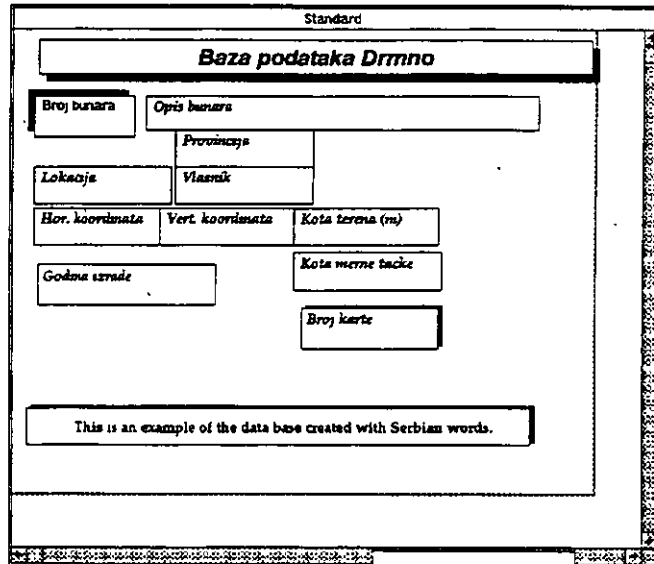 Standard
Baza podataka Drmno
Broj bunara Opis bunara
Provincija
Lokacija Vlasnik
Hor. koordinata Vert. koordinata Kota terena (m)
Godina izrade Kota merne tacke
Broj karte
This is an example of the data base created with Serbian words.